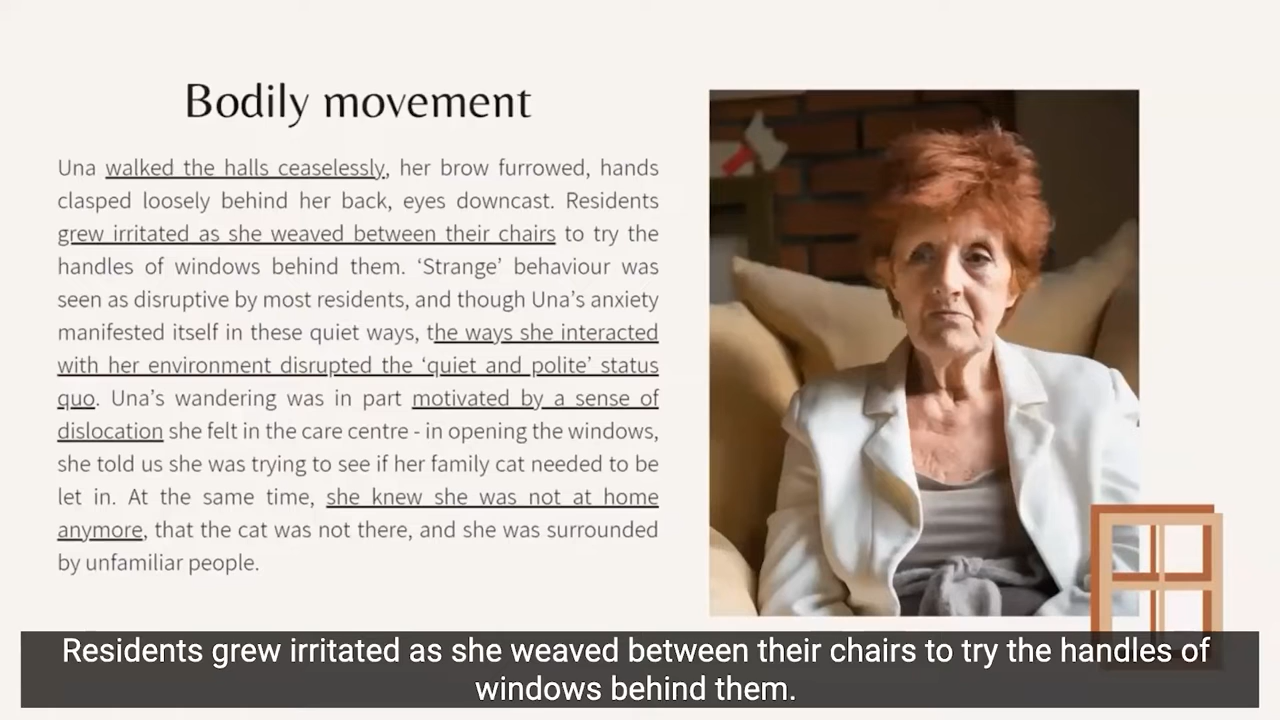 Bodily movement
Una walked the halls ceaselessly, her brow furrowed, hands
clasped loosely behind her back, eyes downcast. Residents
grew irritated as she weaved between their chairs to try the
handles of windows behind them. ‘Strange’ behaviour was
seen as disruptive by most residents, and though Una’s anxiety
manifested itself in these quiet ways, the ways she interacted
with her environment disrupted the ‘quiet and polite’ status
quo. Una’s wandering was in part motivated by a sense of
dislocation she felt in the care centre - in opening the windows,
she told us she was trying to see if her family cat needed to be
let in. At the same time, she knew she was not at home
anymore, that the cat was not there, and she was surrounded
by unfamiliar people.
Residents grew irritated as she weaved between their chairs to try the handles of
windows behind them.